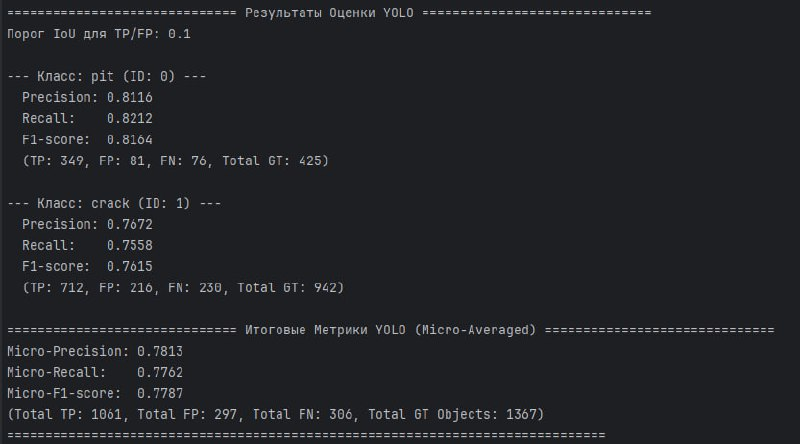 ============================== Результаты Оценки YOLO ==============================
Порог IoU для TP/FP: 0.1
--- Класс: pit (ID: 0) ---
Precision: 0.8116
Recall: 0.8212
F1-score: 0.8164
(TP: 349, FP: 81, FN: 76, Total GT: 425)
--- Класс: crack (ID: 1) ---
Precision: 0.7672
Recall: 0.7558
F1-score: 0.7615
(TP: 712, FP: 216, FN: 230, Total GT: 942)
============================== Итоговые Метрики YOLO (Micro-Averaged) ==============================
Micro-Precision: 0.7813
Micro-Recall: 0.7762
Micro-F1-score: 0.7787
(Total TP: 1061, Total FP: 297, Total FN: 306, Total GT Objects: 1367)
==============================================================================